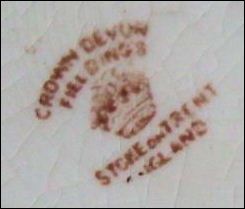 CROWN DEVON
FIELDINGS
STOKE ON TRENT
ENGLAND